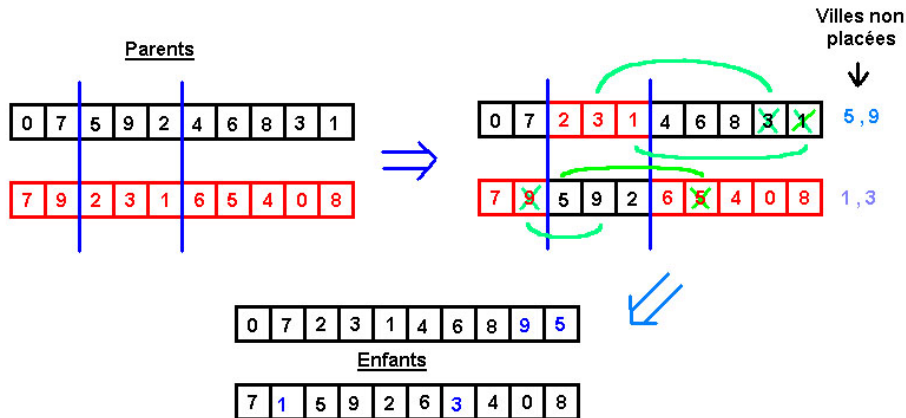 Parents
Villes non
placées
0 7 5 9 2 4 6 8 3 1
0 7 2 3 1 4 6 8 3 1 5,9
7 9 2 3 1 6 5 4 0 8
7 9 5 9 2 6 5 4 0 8 1,3
0 7 2 3 1 4 6 8 9 5
Enfants
7 1 5 9 2 6 3 4 0 8